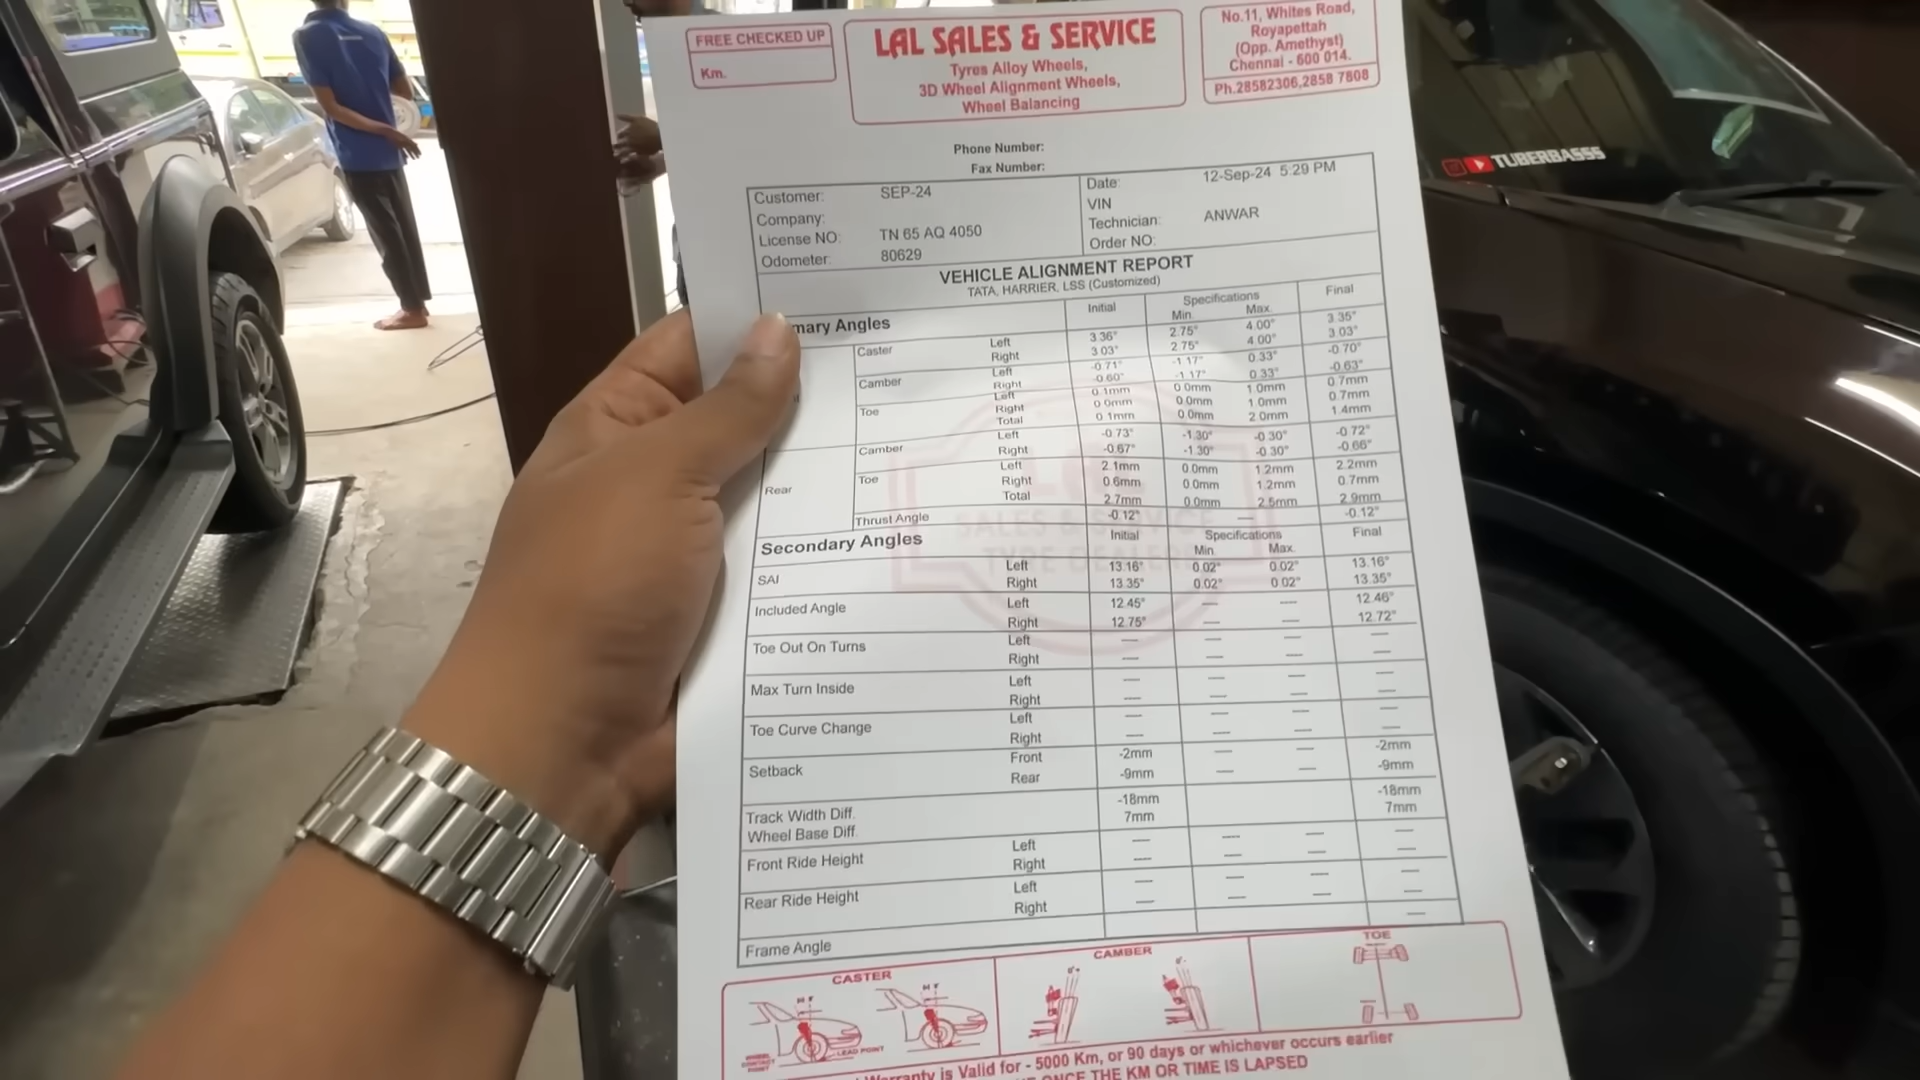 FREE CHECKED UP
Km.
LAL SALES & SERVICE
Tyres Alloy Wheels,
3D Wheel Alignment Wheels,
Wheel Balancing
No.11, Whites Road,
Royapettah
(Opp. Amethyst)
Chennai - 600 014.
Ph.28582306,2858 7808
TUBERBASSS
Phone Number:
Fax Number:
Customer: SEP-24 Date: 12-Sep-24 5:29 PM
Company: VIN
License NO: TN 65 AQ 4050 Technician: ANWAR
Odometer: 80629 Order NO:
VEHICLE ALIGNMENT REPORT
TATA, HARRIER, LSS (Customized)
mary Angles Initial Specifications Final
Min. Max.
Caster Left 3.36° 2.75° 4.00° 3.35°
Right 3.03° 2.75° 4.00° 3.03°
Camber Left -0.71° -1.17° 0.33° -0.70°
Right -0.60° -1.17° 0.33° -0.63°
Toe Left 0.1mm 0.0mm 1.0mm 0.7mm
Right 0.0mm 0.0mm 1.0mm 0.7mm
Total 0.1mm 0.0mm 2.0mm 1.4mm
Rear Camber Left -0.73° -1.30° -0.30° -0.72°
Right -0.67° -1.30° -0.30° -0.66°
Toe Left 2.1mm 0.0mm 1.2mm 2.2mm
Right 0.6mm 0.0mm 1.2mm 0.7mm
Total 2.7mm 0.0mm 2.5mm 2.9mm
Thrust Angle -0.12° — -0.12°
SALES & SERVICE
TYRE DEALERS
Secondary Angles Initial Specifications Final
Min. Max.
SAI Left 13.16° 0.02° 0.02° 13.16°
Right 13.35° 0.02° 0.02° 13.35°
Included Angle Left 12.45° — — 12.46°
Right 12.75° — — 12.72°
Toe Out On Turns Left — — — —
Right — — — —
Max Turn Inside Left — — — —
Right — — — —
Toe Curve Change Left — — — —
Right — — — —
Setback Front -2mm — — -2mm
Rear -9mm — — -9mm
Track Width Diff. -18mm -18mm
Wheel Base Diff. 7mm 7mm
Front Ride Height Left — — — —
Right — — — —
Rear Ride Height Left — — — —
Right — — — —
Frame Angle —
CASTER CAMBER TOE
WHEEL CONTACT POINT
LEAD POINT
Warranty is Valid for - 5000 Km, or 90 days or whichever occurs earlier
ONCE THE KM OR TIME IS LAPSED